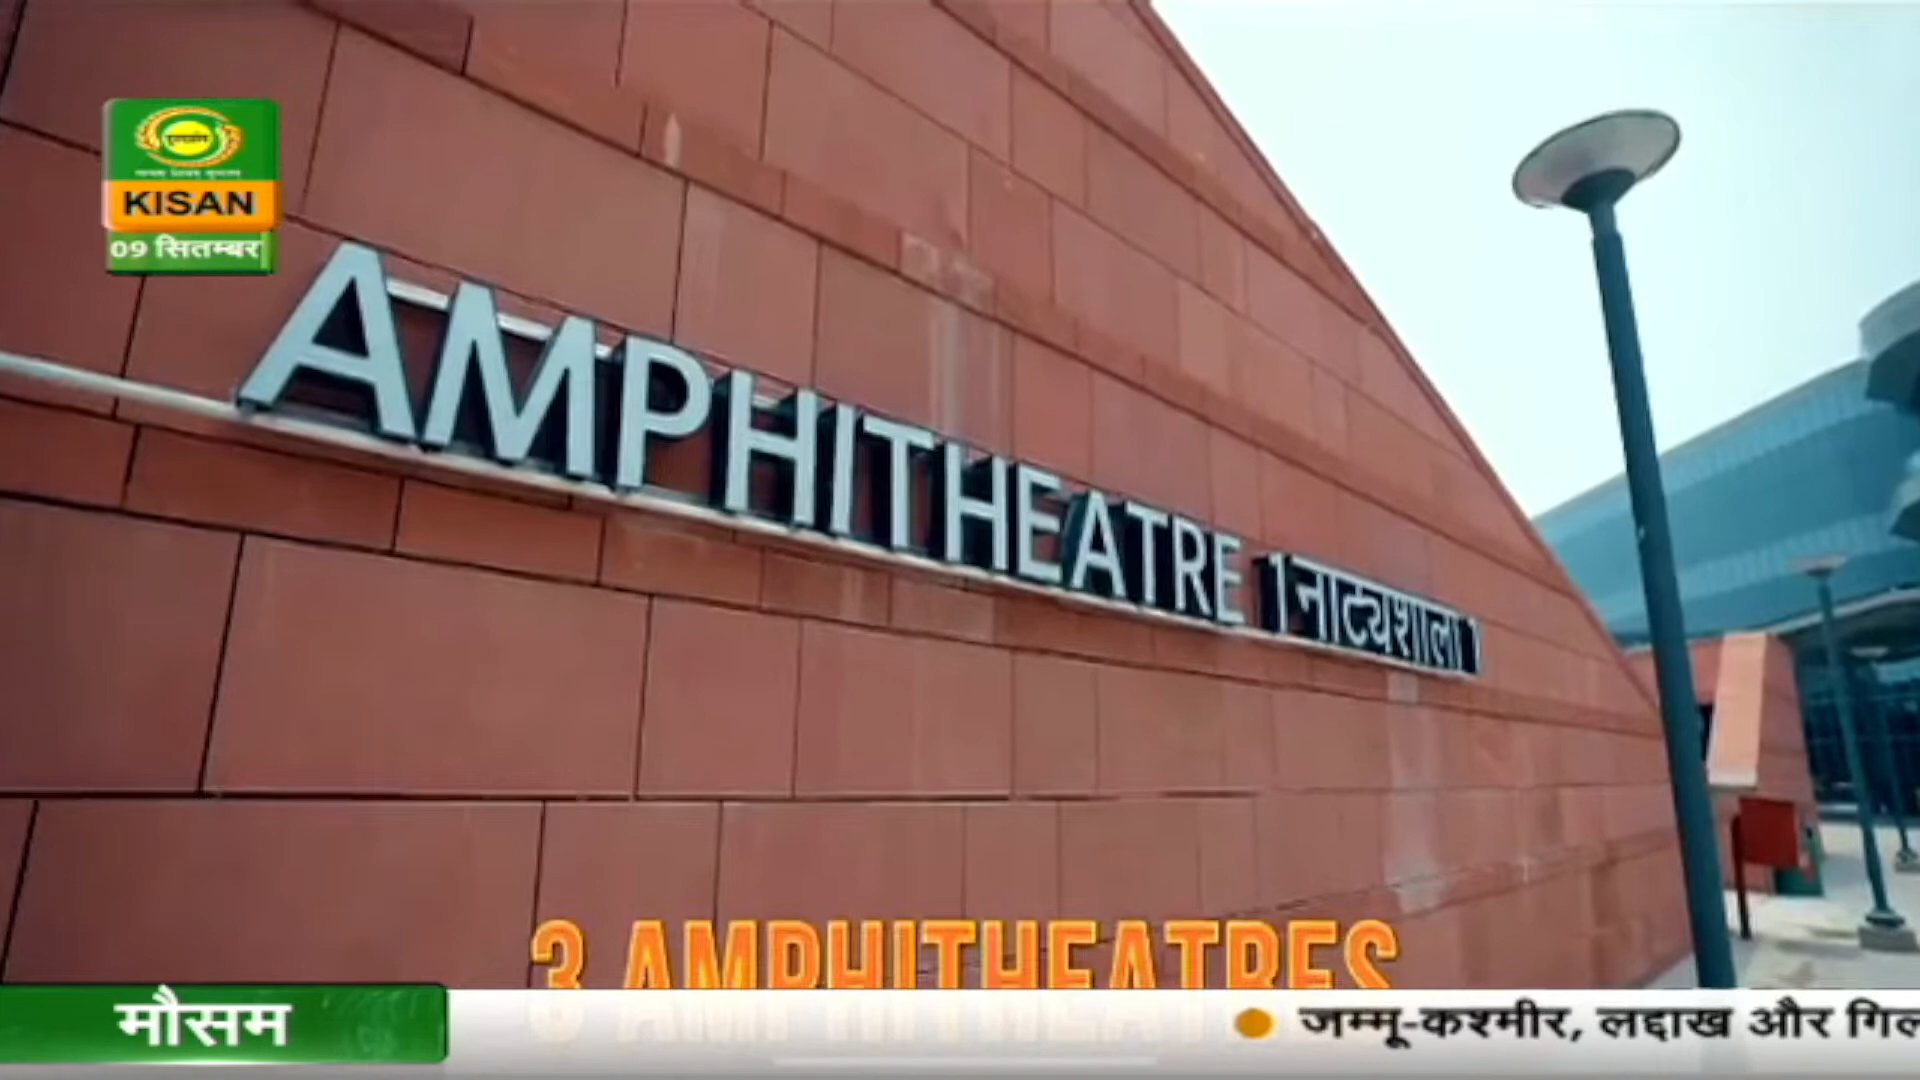 KISAN
09 सितम्बर
AMPHITHEATRE 1 नाट्यशाला 1
3 AMPHITHEATRES
मौसम
जम्मू-कश्मीर, लद्दाख और